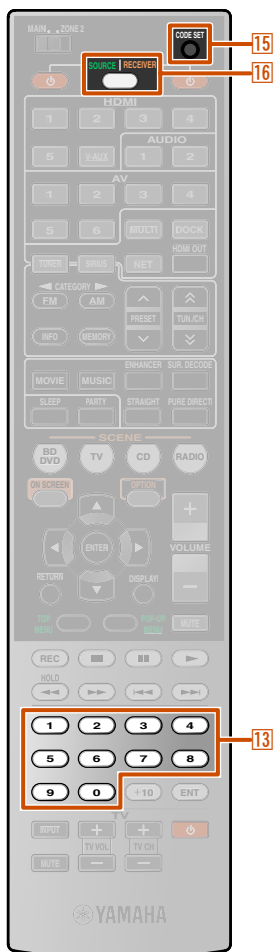 MAIN ZONE 2
CODE SET
15
SOURCE RECEIVER
16
HDMI
1 2 3 4
AUDIO
5 V-AUX 1 2
AV
1 2 3 4
5 6 MULTI DOCK
HDMI OUT
TUNER SIRIUS NET
CATEGORY
FM AM PRESET TUN./CH
INFO MEMORY
ENHANCER SUR. DECODE
MOVIE MUSIC
SLEEP PARTY STRAIGHT PURE DIRECT
SCENE
BD DVD TV CD RADIO
ON SCREEN OPTION
ENTER
VOLUME
RETURN DISPLAY
TOP MENU POP-UP MENU MUTE
REC
HOLD
1 2 3 4
13
5 6 7 8
9 0 +10 ENT
TV
INPUT TV VOL TV CH
MUTE
YAMAHA